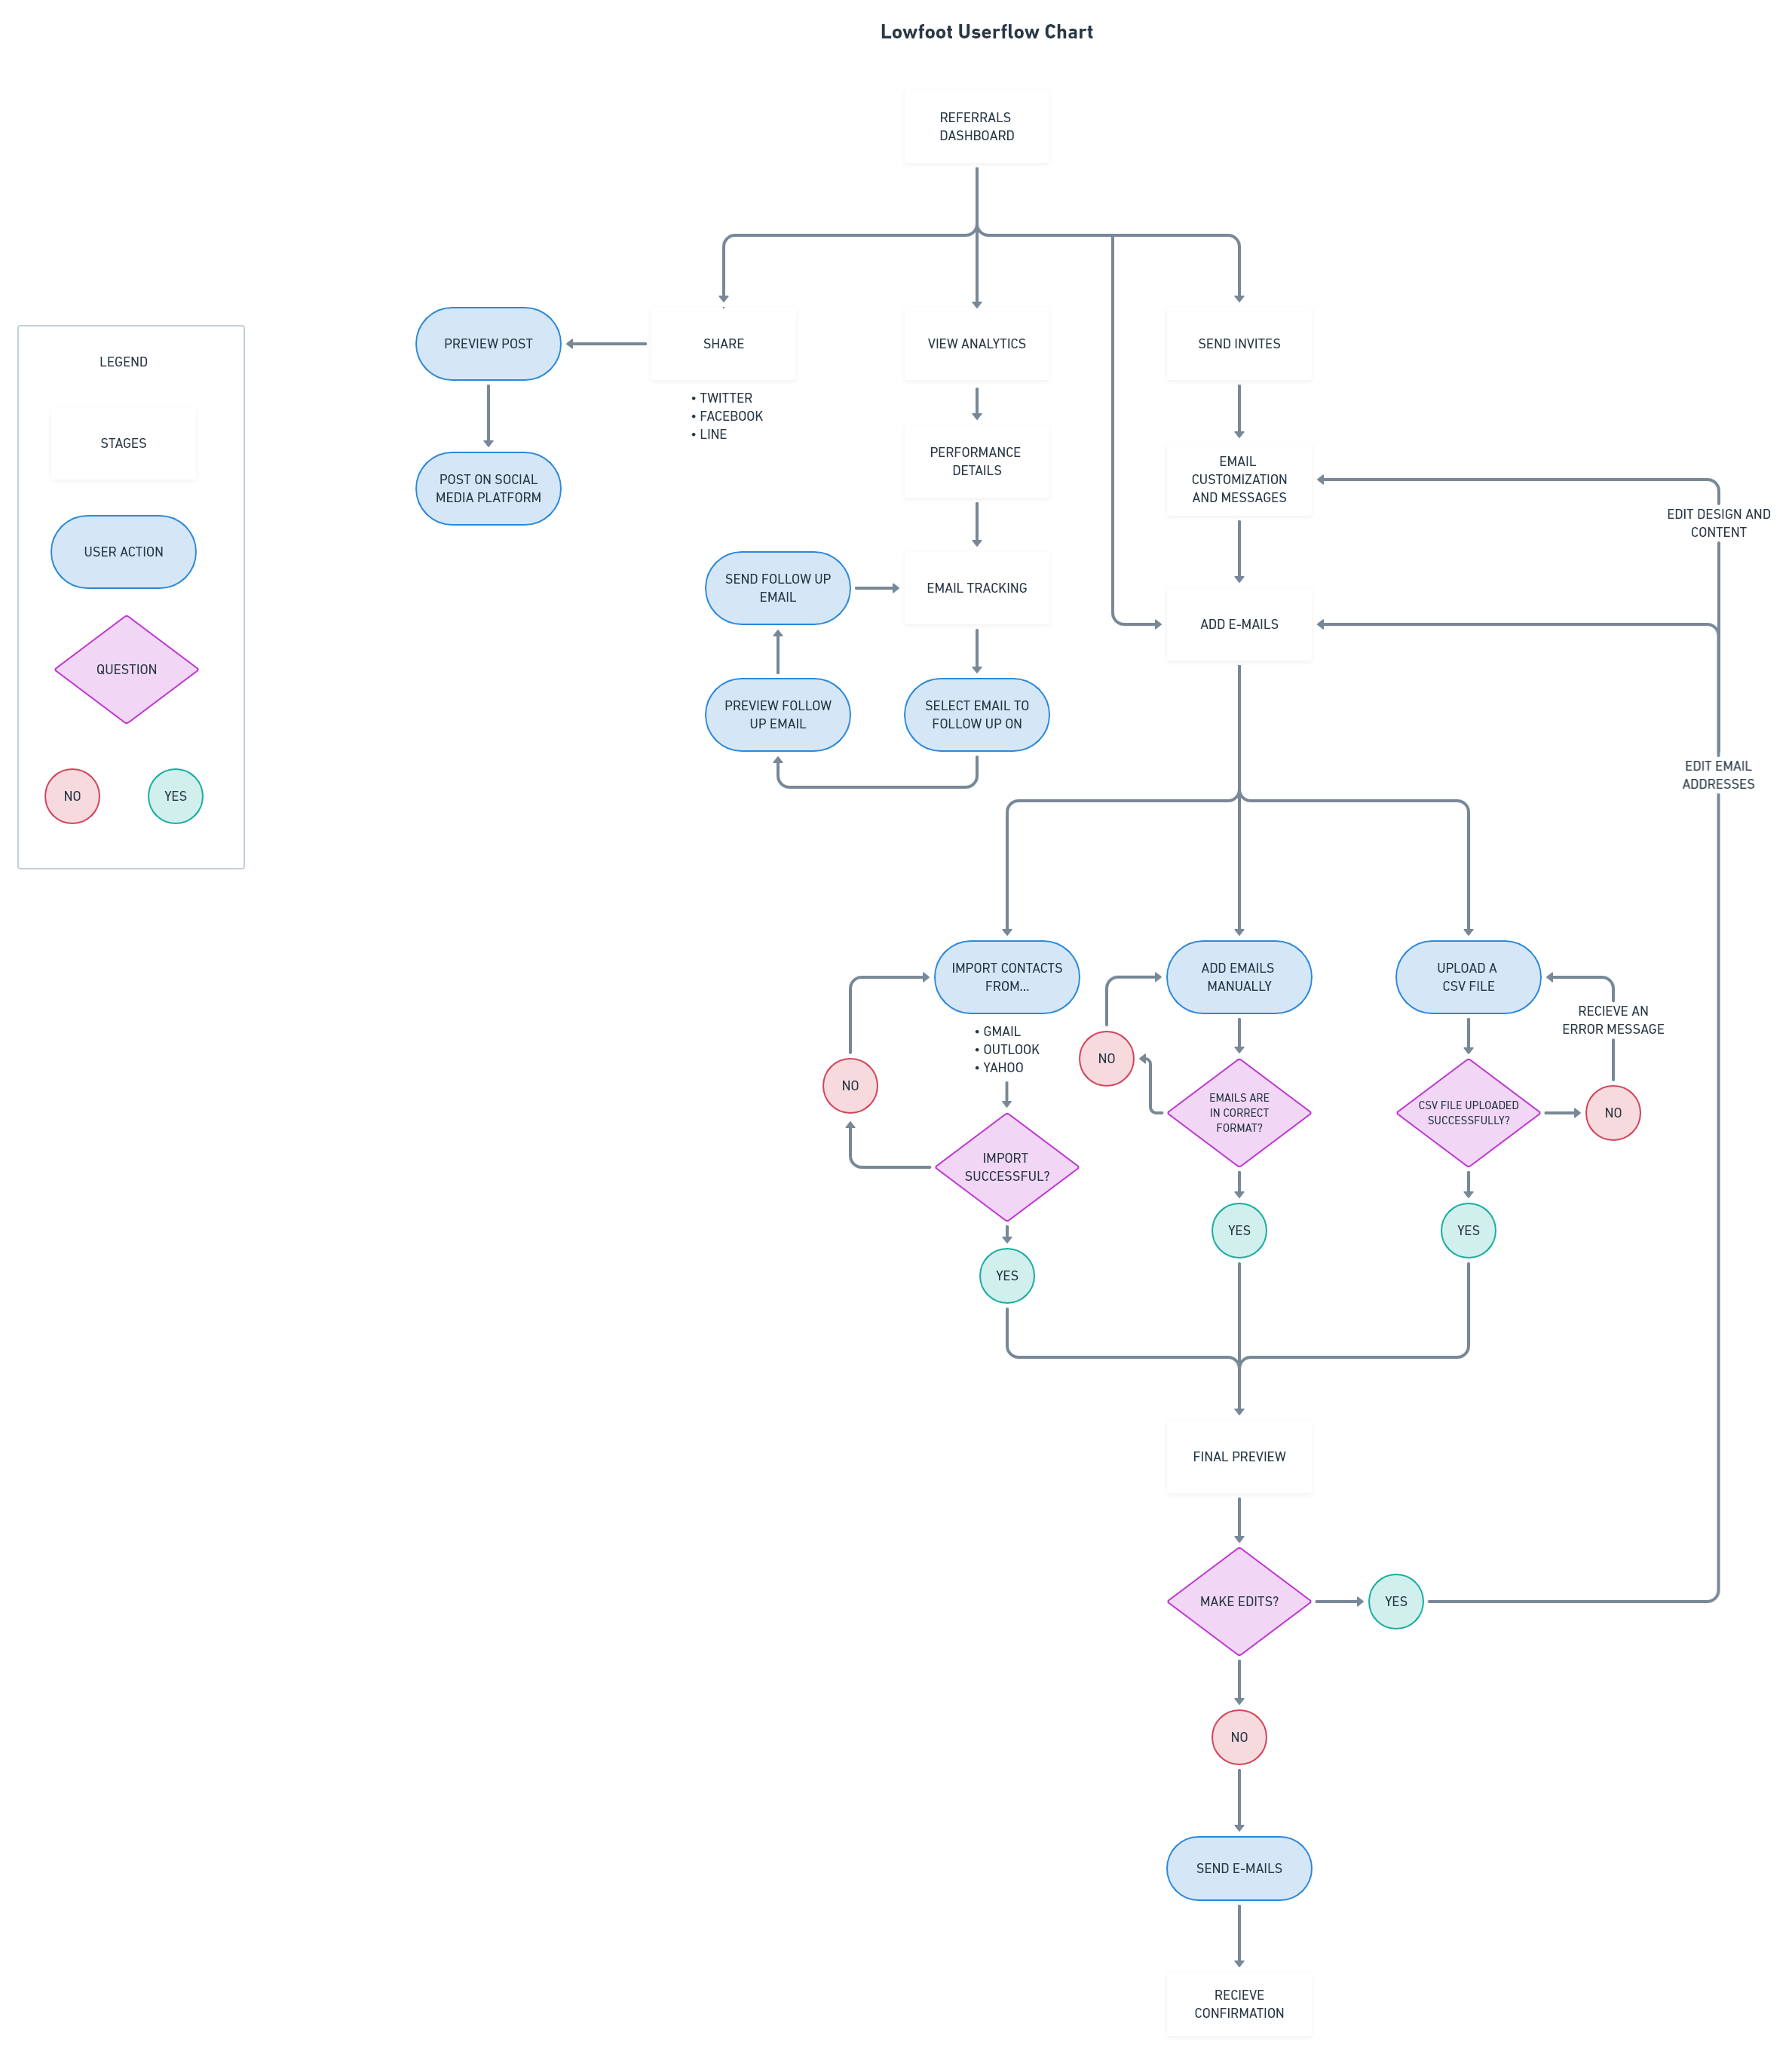 Lowfoot Userflow Chart
REFERRALS
DASHBOARD
LEGEND
STAGES
USER ACTION
QUESTION
NO
YES
PREVIEW POST
POST ON SOCIAL
MEDIA PLATFORM
SHARE
• TWITTER
• FACEBOOK
• LINE
VIEW ANALYTICS
PERFORMANCE
DETAILS
EMAIL TRACKING
SELECT EMAIL TO
FOLLOW UP ON
PREVIEW FOLLOW
UP EMAIL
SEND FOLLOW UP
EMAIL
SEND INVITES
EMAIL
CUSTOMIZATION
AND MESSAGES
ADD E-MAILS
EDIT DESIGN AND
CONTENT
EDIT EMAIL
ADDRESSES
IMPORT CONTACTS
FROM...
• GMAIL
• OUTLOOK
• YAHOO
NO
IMPORT
SUCCESSFUL?
YES
ADD EMAILS
MANUALLY
NO
EMAILS ARE
IN CORRECT
FORMAT?
YES
UPLOAD A
CSV FILE
RECIEVE AN
ERROR MESSAGE
CSV FILE UPLOADED
SUCCESSFULLY?
NO
YES
FINAL PREVIEW
MAKE EDITS?
YES
NO
SEND E-MAILS
RECIEVE
CONFIRMATION